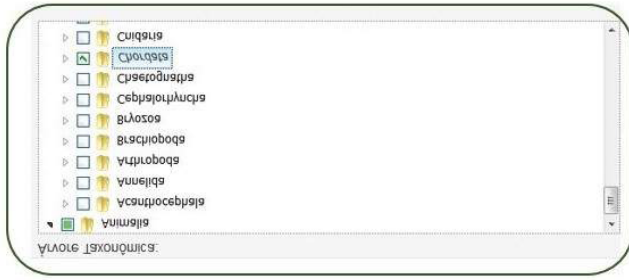 Árvore Taxonômica:
Animalia
Acanthocephala
Annelida
Arthropoda
Brachiopoda
Bryozoa
Cephalorhyncha
Chaetognatha
Chordata
Cnidaria